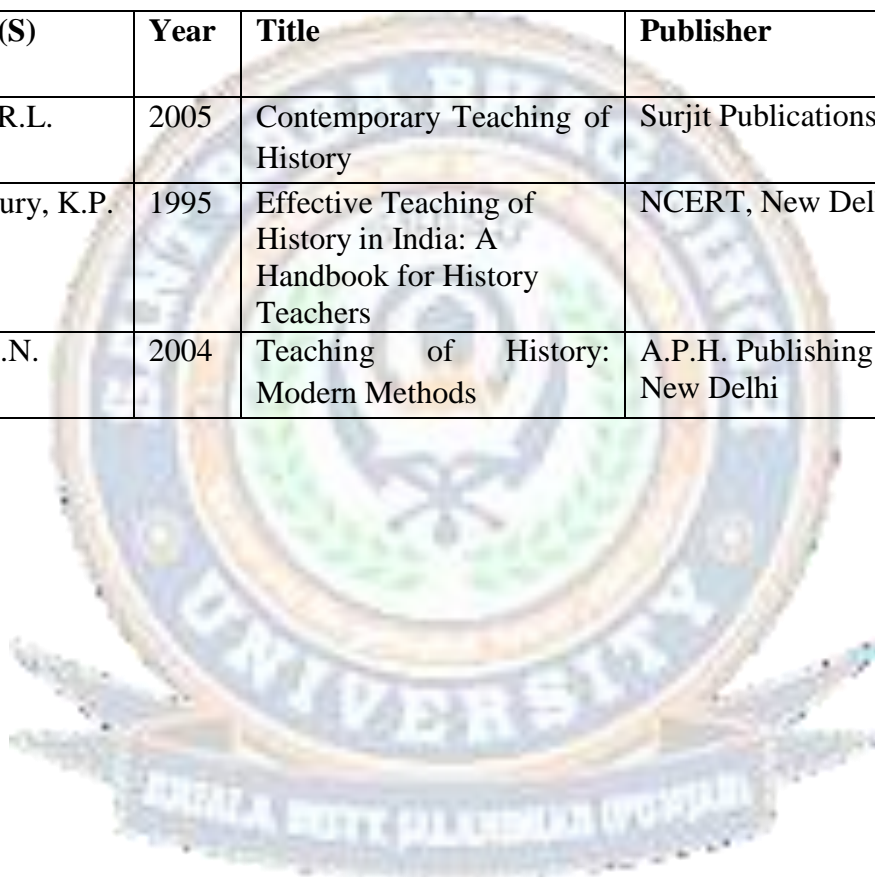 (S) Year Title Publisher
R.L. 2005 Contemporary Teaching of Surjit Publications
History
ury, K.P. 1995 Effective Teaching of NCERT, New Del
History in India: A
Handbook for History
Teachers
.N. 2004 Teaching of History: A.P.H. Publishing
Modern Methods New Delhi
UNIVERSITY